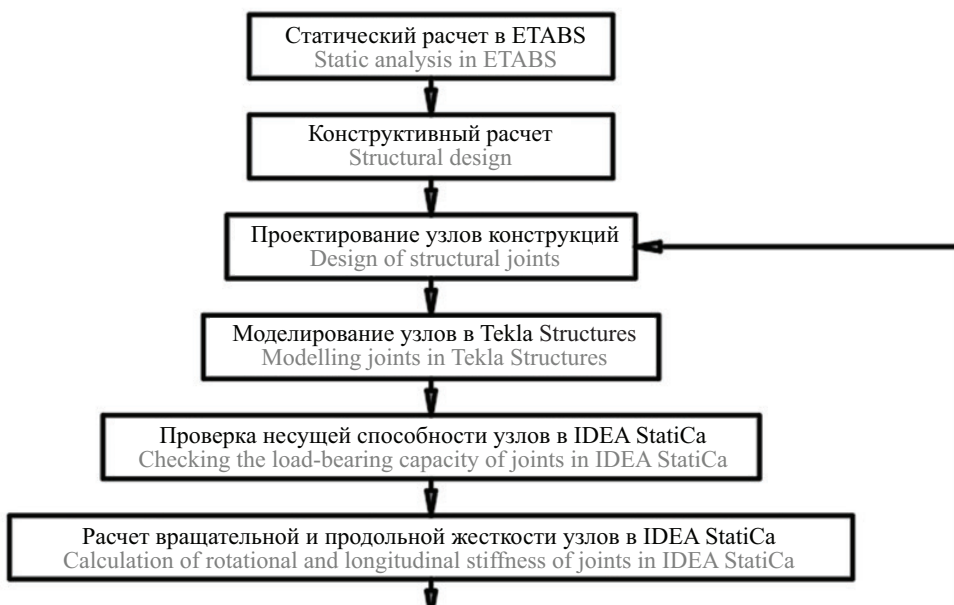 Статический расчет в ETABS
Static analysis in ETABS
Конструктивный расчет
Structural design
Проектирование узлов конструкций
Design of structural joints
Моделирование узлов в Tekla Structures
Modelling joints in Tekla Structures
Проверка несущей способности узлов в IDEA StatiCa
Checking the load-bearing capacity of joints in IDEA StatiCa
Расчет вращательной и продольной жесткости узлов в IDEA StatiCa
Calculation of rotational and longitudinal stiffness of joints in IDEA StatiCa